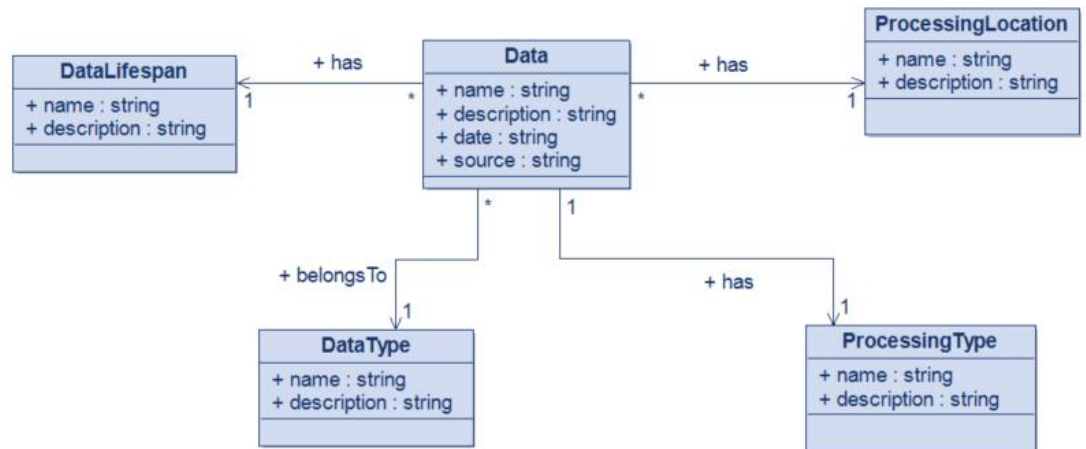 ProcessingLocation
+ name : string
+ description : string
Data
+ name : string
+ description : string
+ date : string
+ source : string
DataLifespan
+ name : string
+ description : string
+ has
1
*
+ has
*
1
*
+ belongsTo
1
1
+ has
1
DataType
+ name : string
+ description : string
ProcessingType
+ name : string
+ description : string